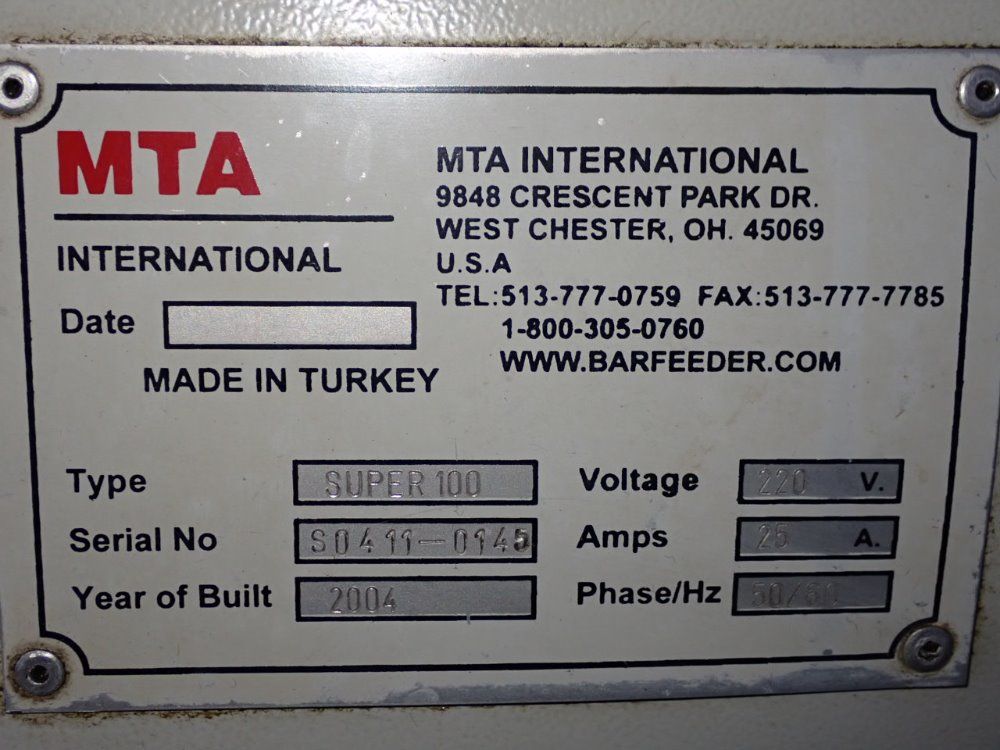 MTA
INTERNATIONAL
Date
MADE IN TURKEY
MTA INTERNATIONAL
9848 CRESCENT PARK DR.
WEST CHESTER, OH. 45069
U.S.A
TEL:513-777-0759 FAX:513-777-7785
1-800-305-0760
WWW.BARFEEDER.COM
Type SUPER 100
Serial No S0411-0145
Year of Built 2004
Voltage 220 V.
Amps 25 A.
Phase/Hz 50/60